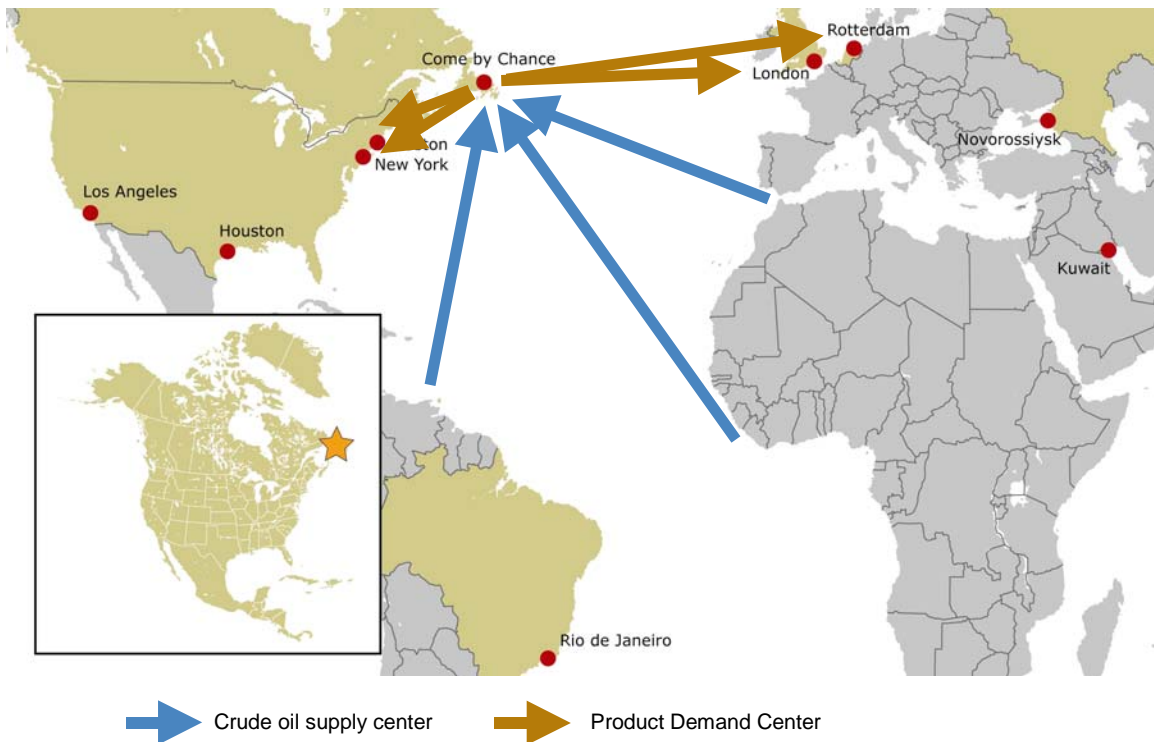 Rotterdam
Come by Chance
London
Novorossiysk
New York
Los Angeles
Houston
Kuwait
Rio de Janeiro
Crude oil supply center
Product Demand Center